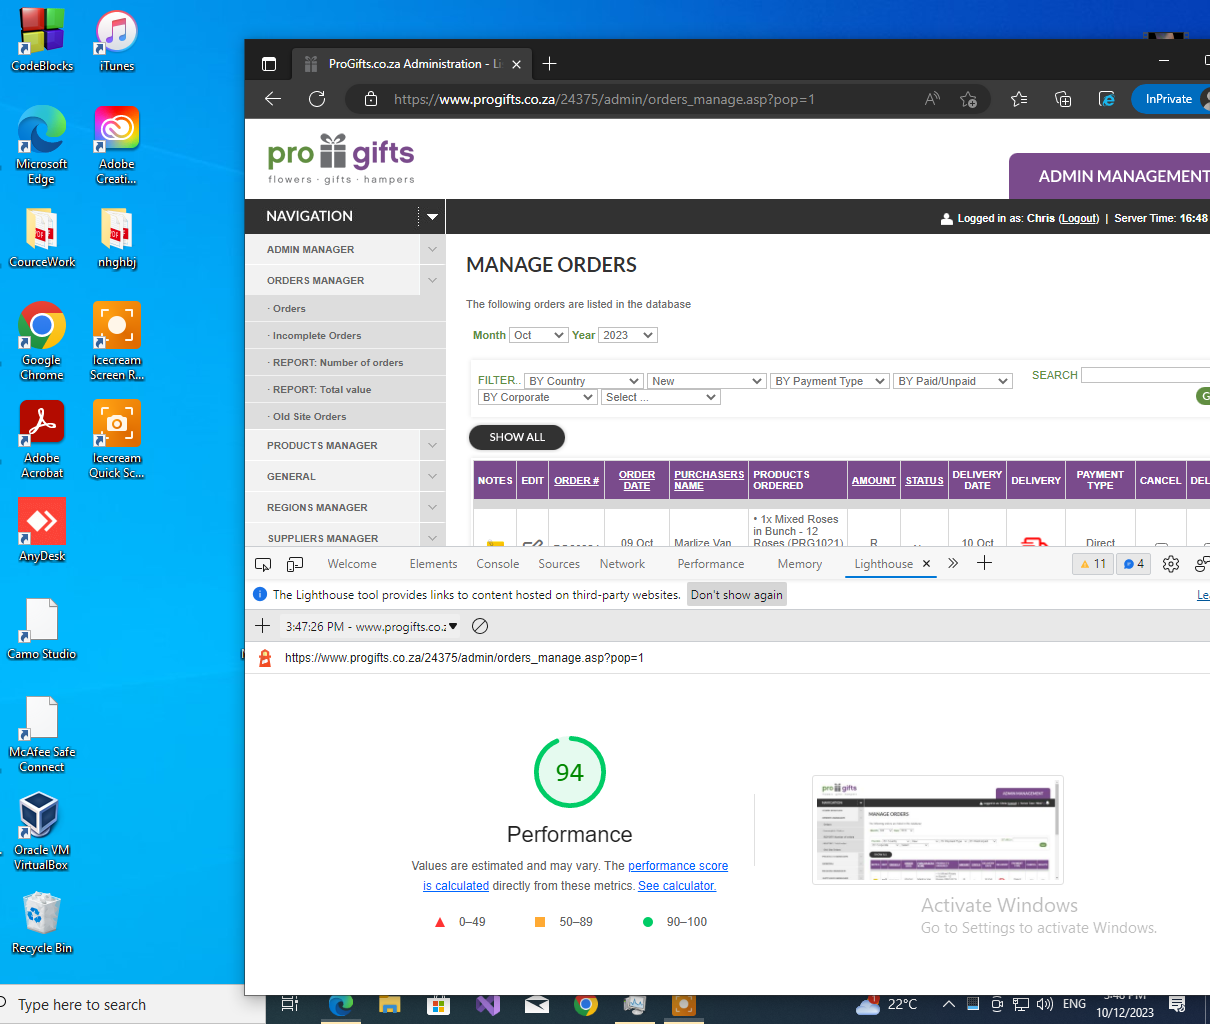 CodeBlocks
iTunes
Microsoft
Edge
Adobe
Creati...
CourceWork
nhghbj
Google
Chrome
Icecream
Screen R...
Adobe
Acrobat
Icecream
Quick Sc...
AnyDesk
Camo Studio
McAfee Safe
Connect
Oracle VM
VirtualBox
Recycle Bin
ProGifts.co.za Administration - Li
https://www.progifts.co.za/24375/admin/orders_manage.asp?pop=1
InPrivate
pro gifts
flowers · gifts · hampers
ADMIN MANAGEMENT
NAVIGATION
Logged in as: Chris (Logout) | Server Time: 16:48
ADMIN MANAGER
ORDERS MANAGER
· Orders
· Incomplete Orders
· REPORT: Number of orders
· REPORT: Total value
· Old Site Orders
PRODUCTS MANAGER
GENERAL
REGIONS MANAGER
SUPPLIERS MANAGER
MANAGE ORDERS
The following orders are listed in the database
Month Oct Year 2023
FILTER.. BY Country New BY Payment Type BY Paid/Unpaid
BY Corporate Select ...
SEARCH
G
SHOW ALL
NOTES EDIT ORDER # ORDER DATE PURCHASERS NAME PRODUCTS ORDERED AMOUNT STATUS DELIVERY DATE DELIVERY PAYMENT TYPE CANCEL DEL
• 1x Mixed Roses
in Bunch - 12
Roses (PRG1021)
09 Oct Marlize Van R 10 Oct Direct
Welcome Elements Console Sources Network Performance Memory Lighthouse 11 4
The Lighthouse tool provides links to content hosted on third-party websites. Don't show again Le
3:47:26 PM - www.progifts.co.z
https://www.progifts.co.za/24375/admin/orders_manage.asp?pop=1
94
Performance
Values are estimated and may vary. The performance score
is calculated directly from these metrics. See calculator.
0–49 50–89 90–100
pro gifts
ADMIN MANAGEMENT
MANAGE ORDERS
Activate Windows
Go to Settings to activate Windows.
Type here to search
22°C
ENG
3:48 PM
10/12/2023